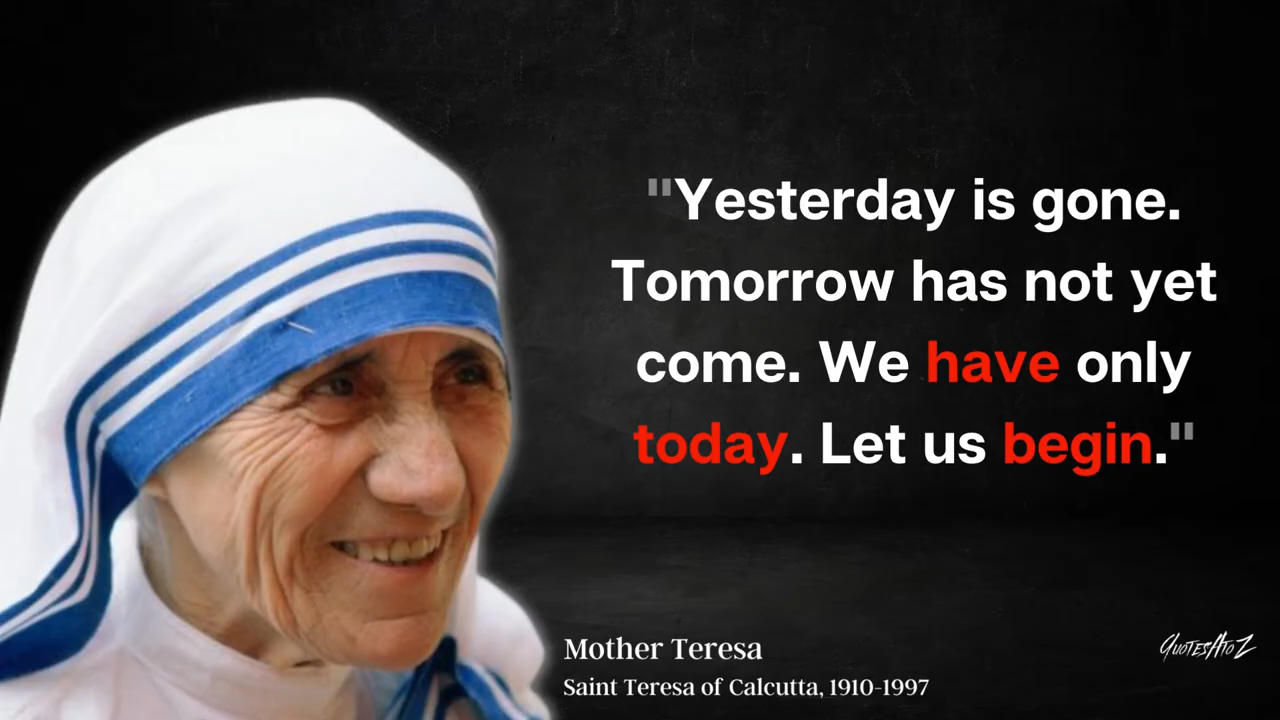 "Yesterday is gone.
Tomorrow has not yet
come. We have only
today. Let us begin."
Mother Teresa
Saint Teresa of Calcutta, 1910-1997
QuotesAtoZ